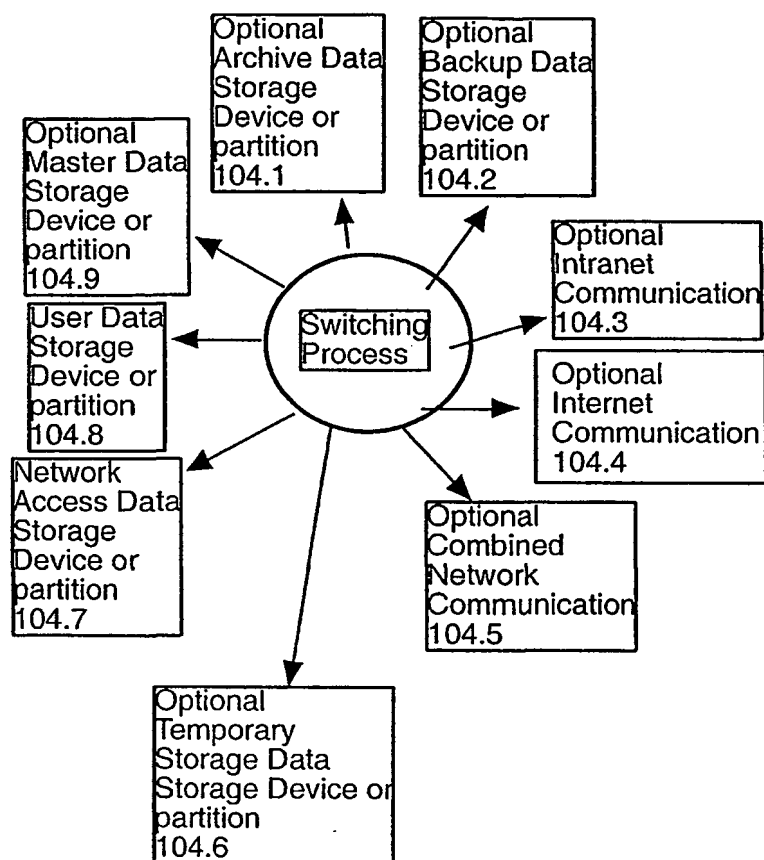 Optional
Archive Data
Storage
Device or
partition
104.1
Optional
Backup Data
Storage
Device or
partition
104.2
Optional
Master Data
Storage
Device or
partition
104.9
Optional
Intranet
Communication
104.3
Switching
Process
User Data
Storage
Device or
partition
104.8
Optional
Internet
Communication
104.4
Network
Access Data
Storage
Device or
partition
104.7
Optional
Combined
Network
Communication
104.5
Optional
Temporary
Storage Data
Storage Device or
partition
104.6